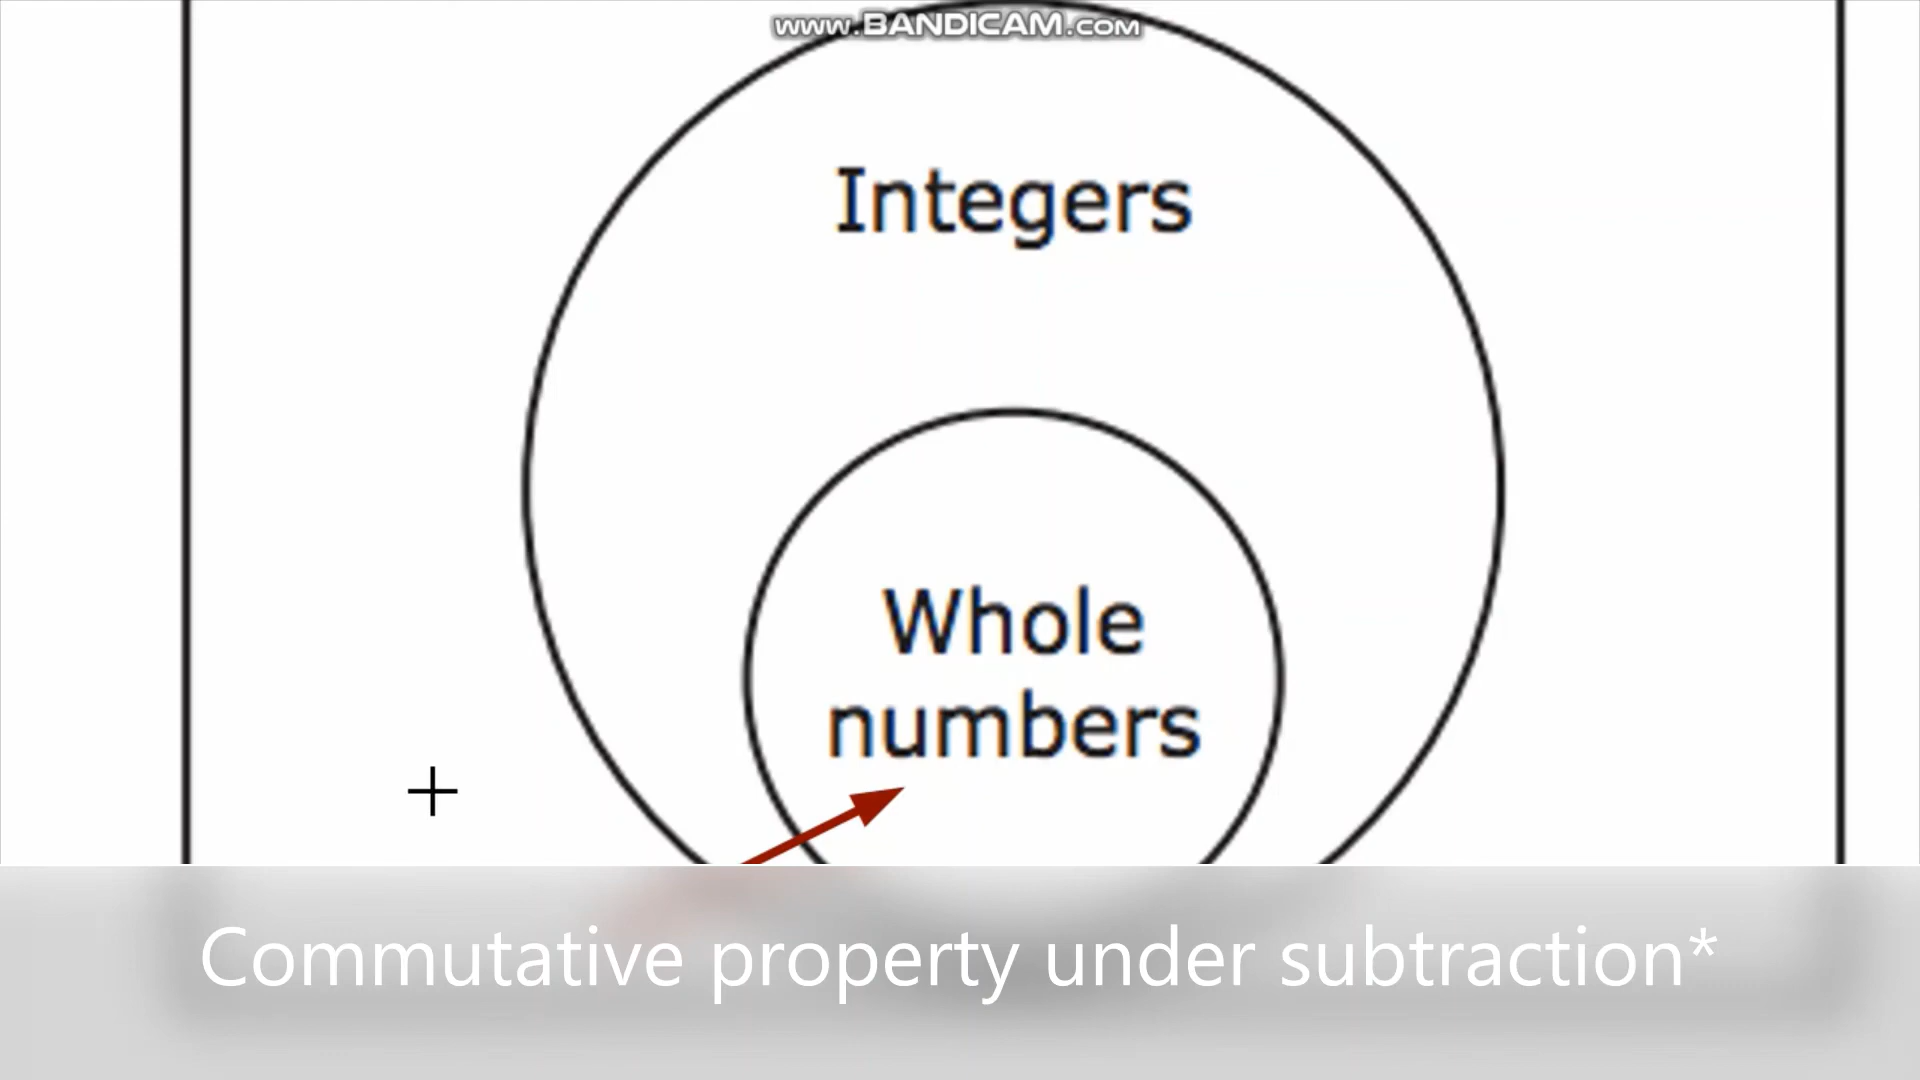 www.BANDICAM.com
Integers
Whole
numbers
Commutative property under subtraction*